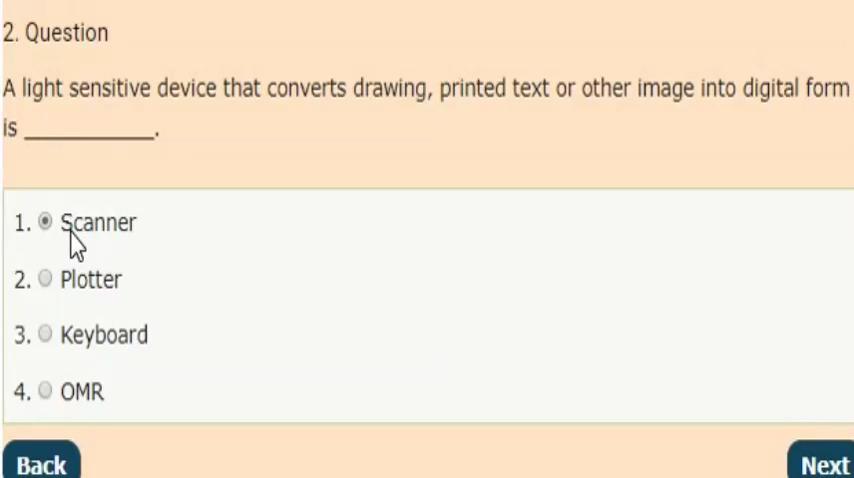 2. Question
A light sensitive device that converts drawing, printed text or other image into digital form
is ____________.
1. Scanner
2. Plotter
3. Keyboard
4. OMR
Back
Next